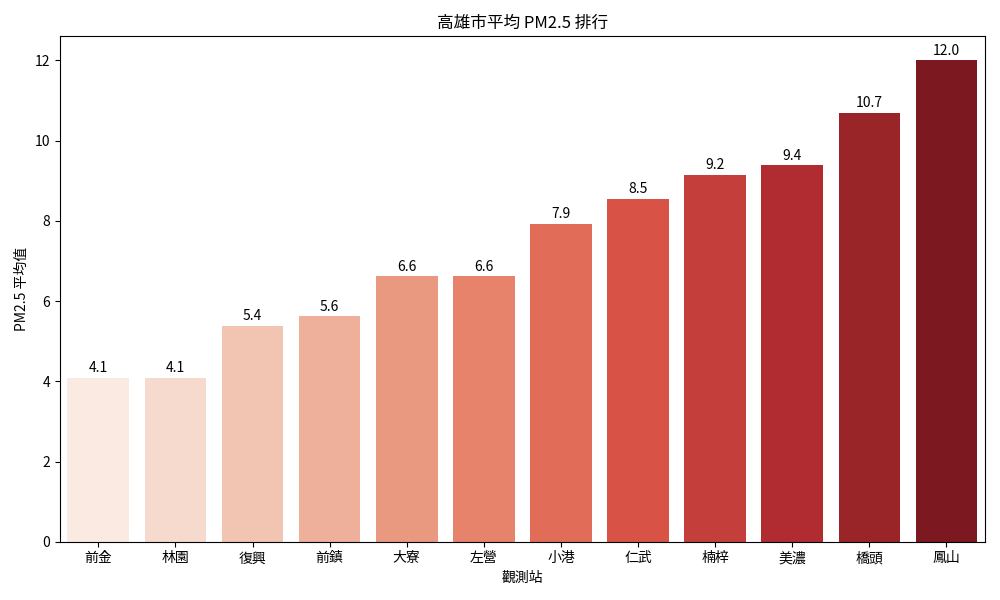 高雄市平均 PM2.5 排行
PM2.5 平均值
12
10
8
6
4
2
0
4.1
4.1
5.4
5.6
6.6
6.6
7.9
8.5
9.2
9.4
10.7
12.0
前金
林園
復興
前鎮
大寮
左營
小港
仁武
楠梓
美濃
橋頭
鳳山
觀測站